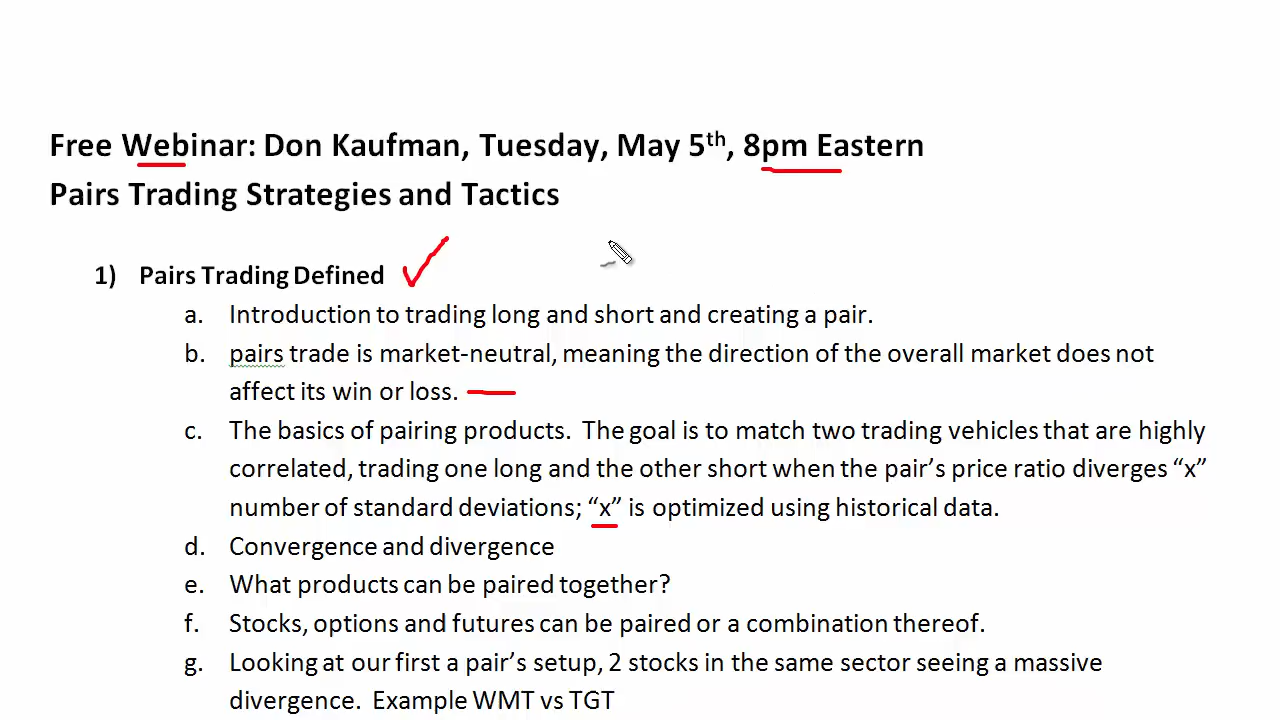 Free Webinar: Don Kaufman, Tuesday, May 5th, 8pm Eastern
Pairs Trading Strategies and Tactics
1) Pairs Trading Defined
a. Introduction to trading long and short and creating a pair.
b. pairs trade is market-neutral, meaning the direction of the overall market does not
affect its win or loss.
c. The basics of pairing products. The goal is to match two trading vehicles that are highly
correlated, trading one long and the other short when the pair’s price ratio diverges “x”
number of standard deviations; “x” is optimized using historical data.
d. Convergence and divergence
e. What products can be paired together?
f. Stocks, options and futures can be paired or a combination thereof.
g. Looking at our first a pair’s setup, 2 stocks in the same sector seeing a massive
divergence. Example WMT vs TGT